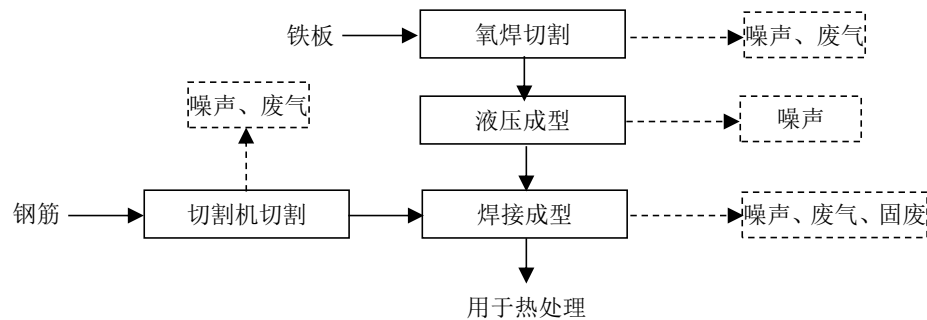 铁板
氧焊切割
噪声、废气
噪声、废气
液压成型
噪声
钢筋
切割机切割
焊接成型
噪声、废气、固废
用于热处理